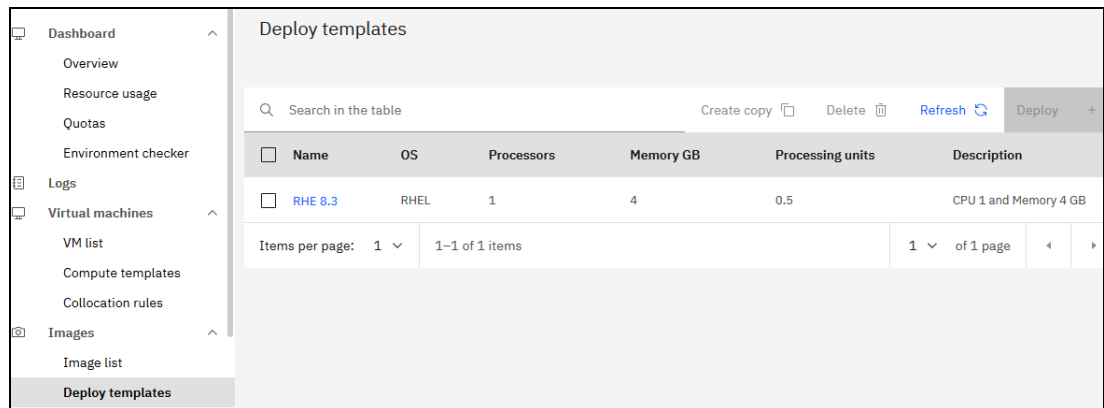 Dashboard
Overview
Resource usage
Quotas
Environment checker
Logs
Virtual machines
VM list
Compute templates
Collocation rules
Images
Image list
Deploy templates
Deploy templates
Search in the table Create copy Delete Refresh Deploy +
Name OS Processors Memory GB Processing units Description
RHE 8.3 RHEL 1 4 0.5 CPU 1 and Memory 4 GB
Items per page: 1 1–1 of 1 items 1 of 1 page